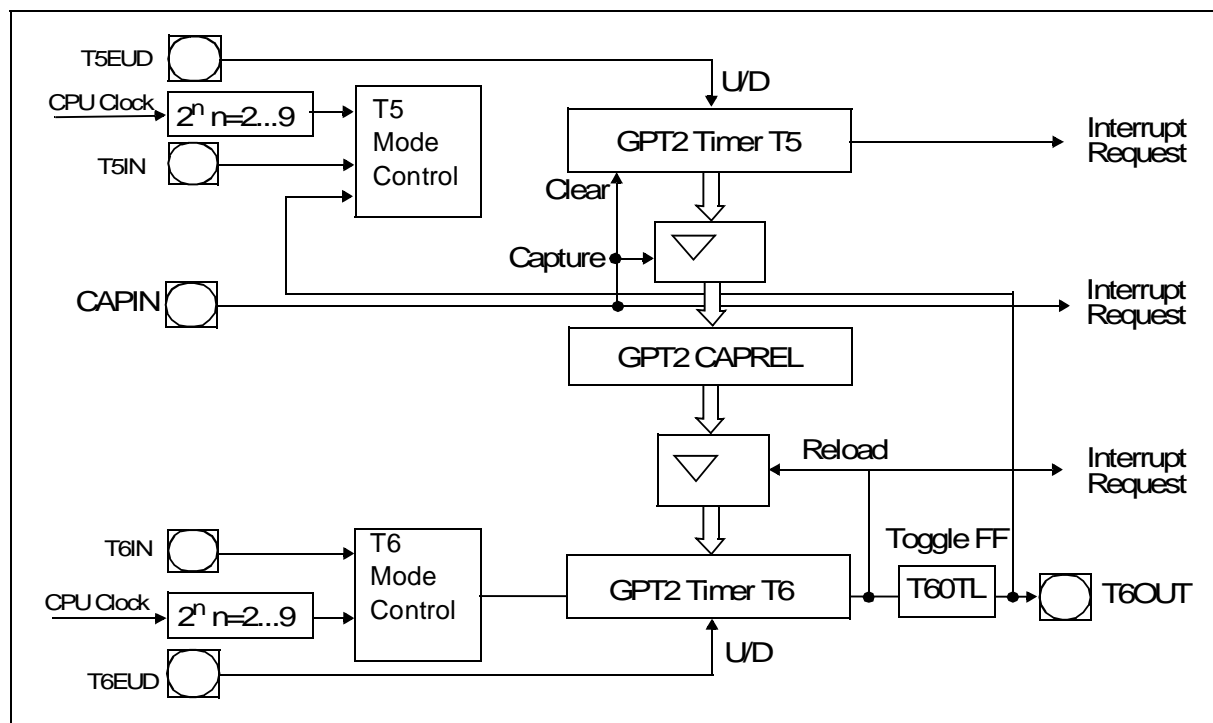 T5EUD
U/D
CPU Clock
2ⁿ n=2...9
T5
Mode
Control
GPT2 Timer T5
Interrupt
Request
T5IN
Clear
Capture
CAPIN
Interrupt
Request
GPT2 CAPREL
Reload
Interrupt
Request
T6IN
T6
Mode
Control
Toggle FF
GPT2 Timer T6
T60TL
T6OUT
CPU Clock
2ⁿ n=2...9
U/D
T6EUD